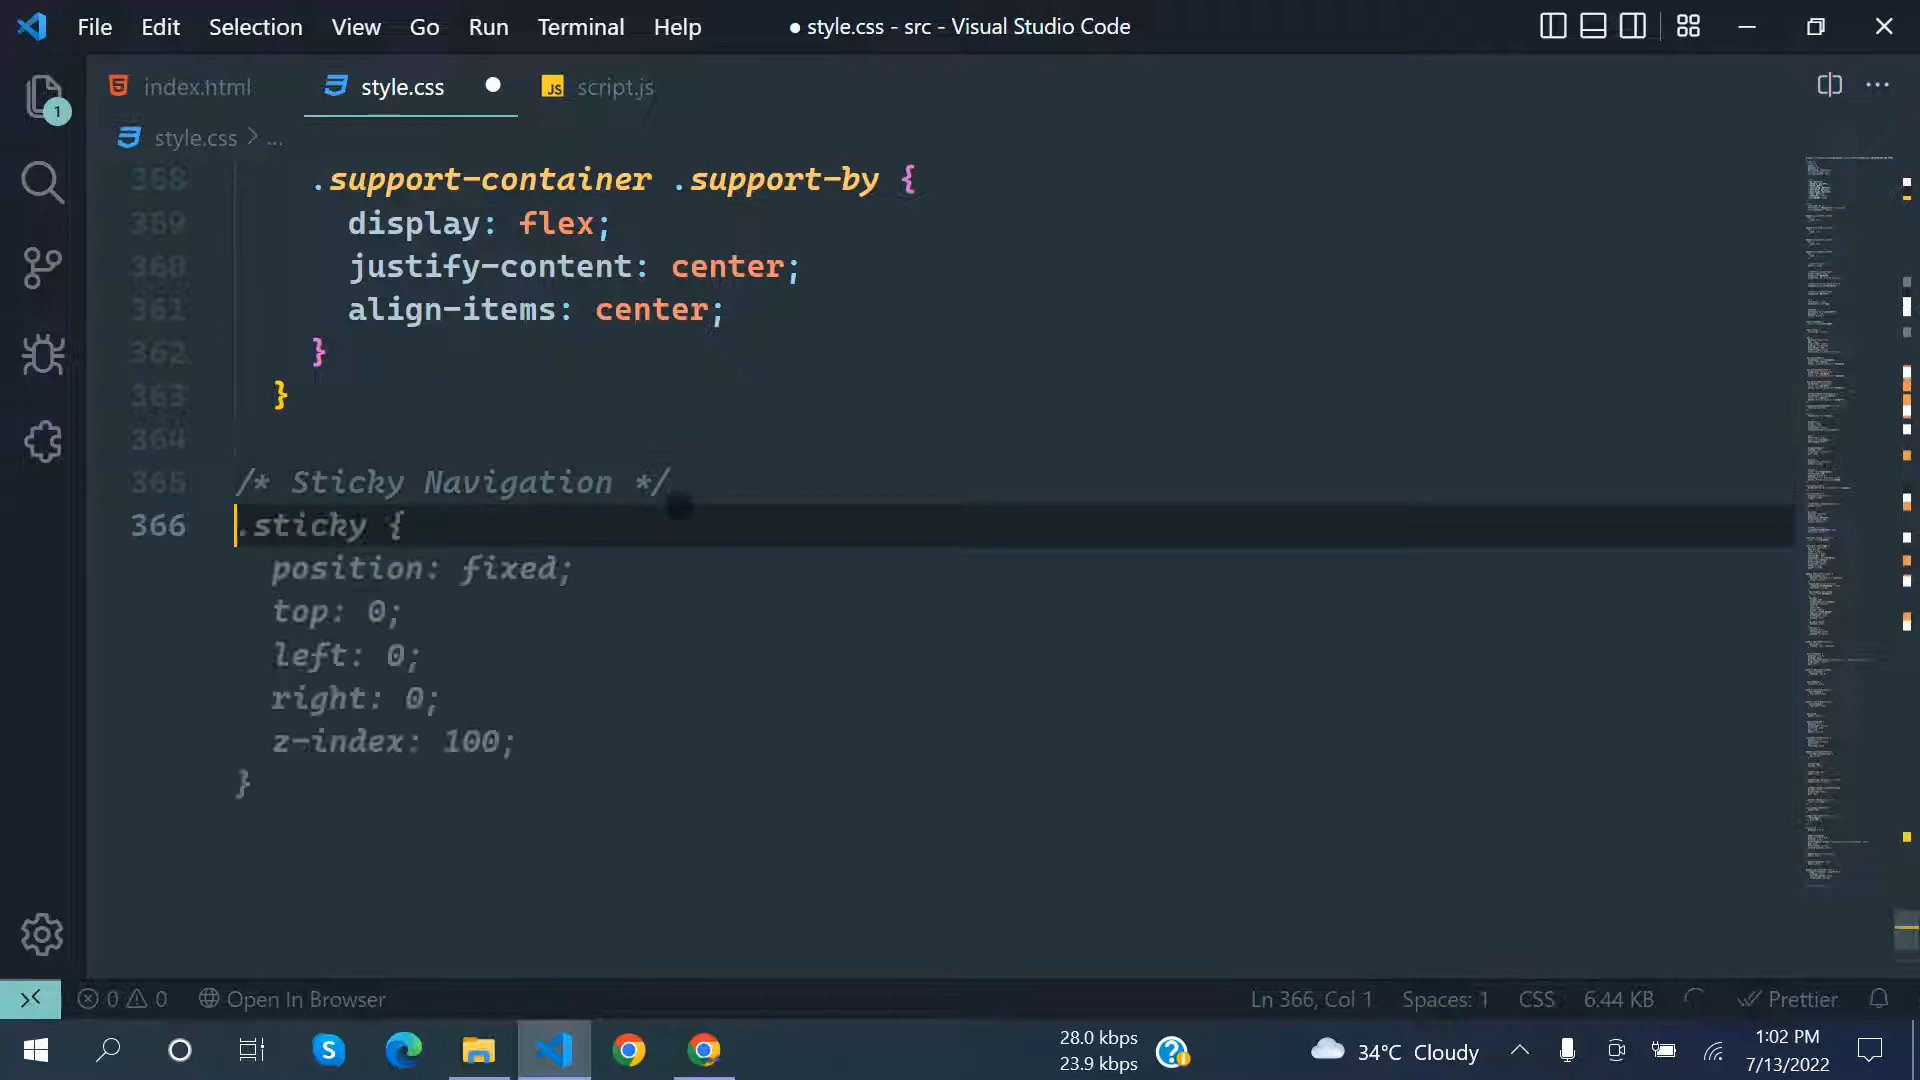 File Edit Selection View Go Run Terminal Help ● style.css - src - Visual Studio Code
index.html style.css JS script.js
1
style.css > ...
358 .support-container .support-by {
359 display: flex;
360 justify-content: center;
361 align-items: center;
362 }
363 }
364
365 /* Sticky Navigation */
366 .sticky {
position: fixed;
top: 0;
left: 0;
right: 0;
z-index: 100;
}
0 0 Open In Browser Ln 366, Col 1 Spaces: 1 CSS 6.44 KB Prettier
28.0 kbps
23.9 kbps
34°C Cloudy
1:02 PM
7/13/2022